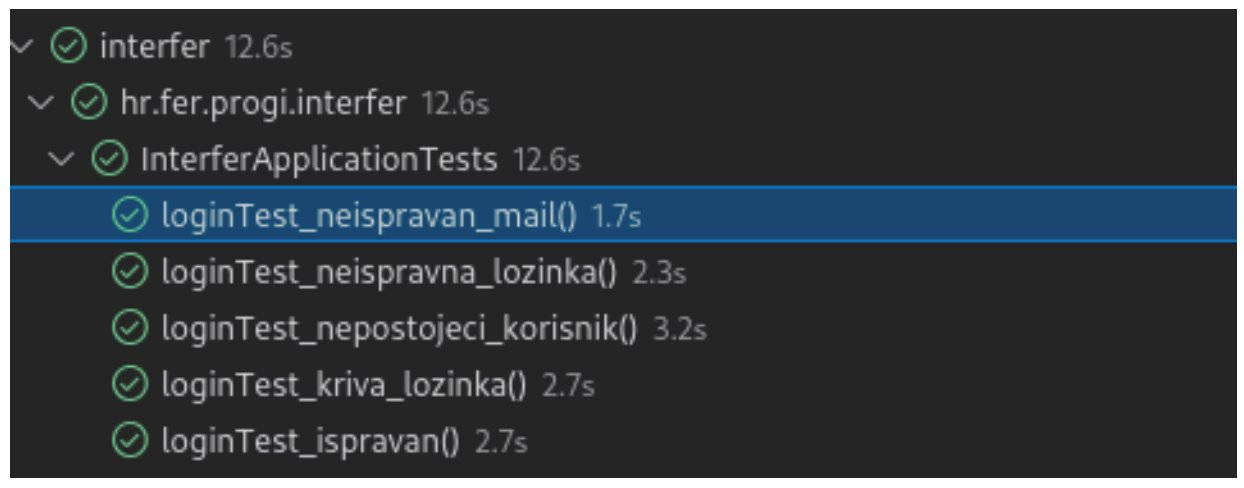 interfer 12.6s
hr.fer.progi.interfer 12.6s
InterferApplicationTests 12.6s
loginTest_neispravan_mail() 1.7s
loginTest_neispravna_lozinka() 2.3s
loginTest_nepostojeci_korisnik() 3.2s
loginTest_kriva_lozinka() 2.7s
loginTest_ispravan() 2.7s